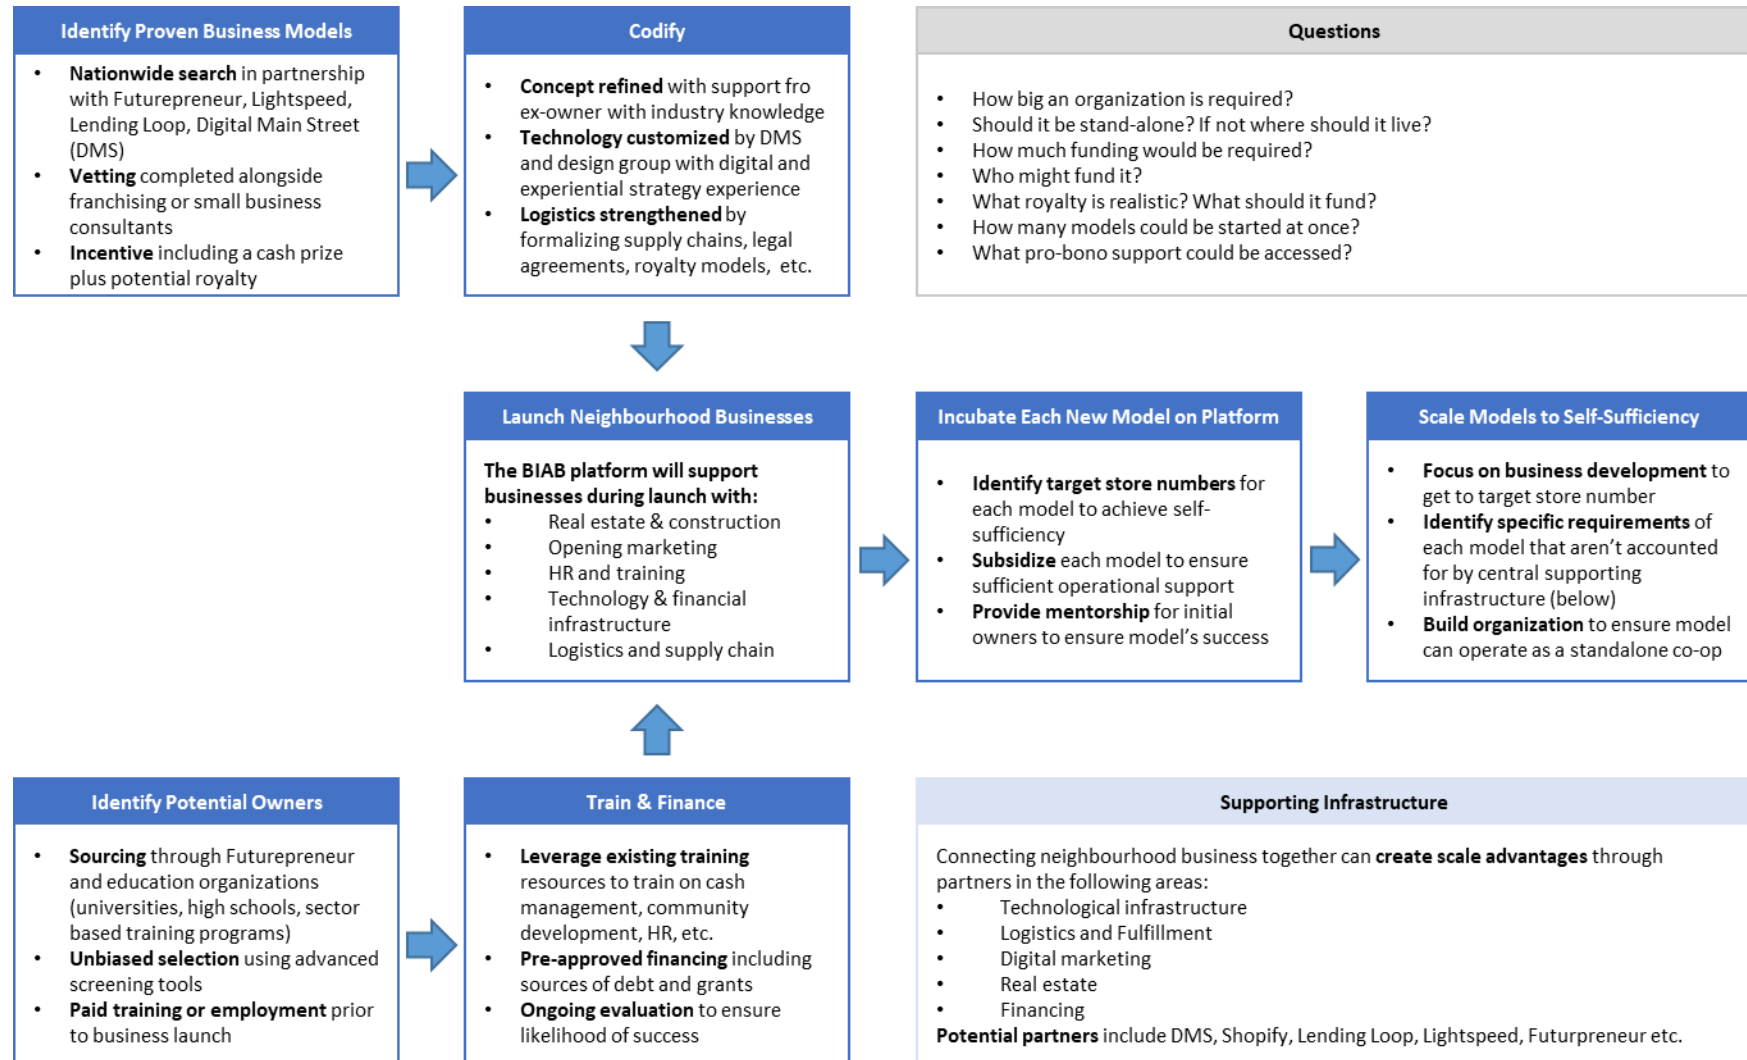 Identify Proven Business Models
• Nationwide search in partnership
with Futurepreneur, Lightspeed,
Lending Loop, Digital Main Street
(DMS)
• Vetting completed alongside
franchising or small business
consultants
• Incentive including a cash prize
plus potential royalty
Codify
• Concept refined with support fro
ex-owner with industry knowledge
• Technology customized by DMS
and design group with digital and
experiential strategy experience
• Logistics strengthened by
formalizing supply chains, legal
agreements, royalty models, etc.
Questions
• How big an organization is required?
• Should it be stand-alone? If not where should it live?
• How much funding would be required?
• Who might fund it?
• What royalty is realistic? What should it fund?
• How many models could be started at once?
• What pro-bono support could be accessed?
Launch Neighbourhood Businesses
The BIAB platform will support
businesses during launch with:
• Real estate & construction
• Opening marketing
• HR and training
• Technology & financial
infrastructure
• Logistics and supply chain
Incubate Each New Model on Platform
• Identify target store numbers for
each model to achieve self-
sufficiency
• Subsidize each model to ensure
sufficient operational support
• Provide mentorship for initial
owners to ensure model's success
Scale Models to Self-Sufficiency
• Focus on business development to
get to target store number
• Identify specific requirements of
each model that aren't accounted
for by central supporting
infrastructure (below)
• Build organization to ensure model
can operate as a standalone co-op
Identify Potential Owners
• Sourcing through Futurepreneur
and education organizations
(universities, high schools, sector
based training programs)
• Unbiased selection using advanced
screening tools
• Paid training or employment prior
to business launch
Train & Finance
• Leverage existing training
resources to train on cash
management, community
development, HR, etc.
• Pre-approved financing including
sources of debt and grants
• Ongoing evaluation to ensure
likelihood of success
Supporting Infrastructure
Connecting neighbourhood business together can create scale advantages through
partners in the following areas:
• Technological infrastructure
• Logistics and Fulfillment
• Digital marketing
• Real estate
• Financing
Potential partners include DMS, Shopify, Lending Loop, Lightspeed, Futurpreneur etc.